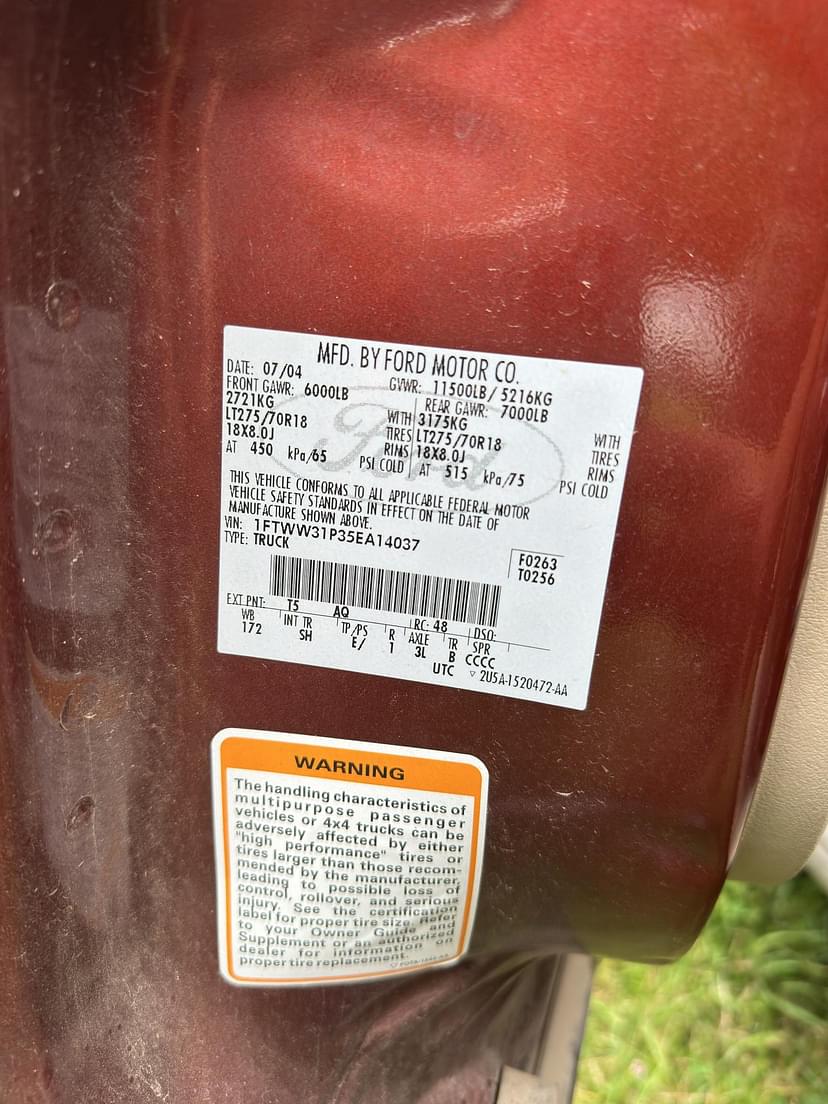 MFD. BY FORD MOTOR CO.
DATE: 07/04 GVWR: 11500LB/ 5216KG
FRONT GAWR: 6000LB REAR GAWR: 7000LB
2721KG WITH 3175KG WITH
LT275/70R18 TIRES LT275/70R18 TIRES
18X8.0J RIMS 18X8.0J RIMS
AT 450 kPa/65 PSI COLD AT 515 kPa/75 PSI COLD
THIS VEHICLE CONFORMS TO ALL APPLICABLE FEDERAL MOTOR
VEHICLE SAFETY STANDARDS IN EFFECT ON THE DATE OF
MANUFACTURE SHOWN ABOVE.
VIN: 1FTWW31P35EA14037
TYPE: TRUCK
F0263
T0256
EXT PNT: T5 AQ RC: 48 DSO:
WB INT TR TP/PS R AXLE TR SPR
172 SH E/ 1 3L B CCCC
UTC ▽ 2U5A-1520472-AA
Ford
WARNING
The handling characteristics of
multipurpose passenger
vehicles or 4x4 trucks can be
adversely affected by either
"high performance" tires or
tires larger than those recom-
mended by the manufacturer,
leading to possible loss of
control, rollover, and serious
injury. See the certification
label for proper tire size. Refer
to your Owner Guide and
Supplement or an authorized
dealer for information on
proper tire replacement.